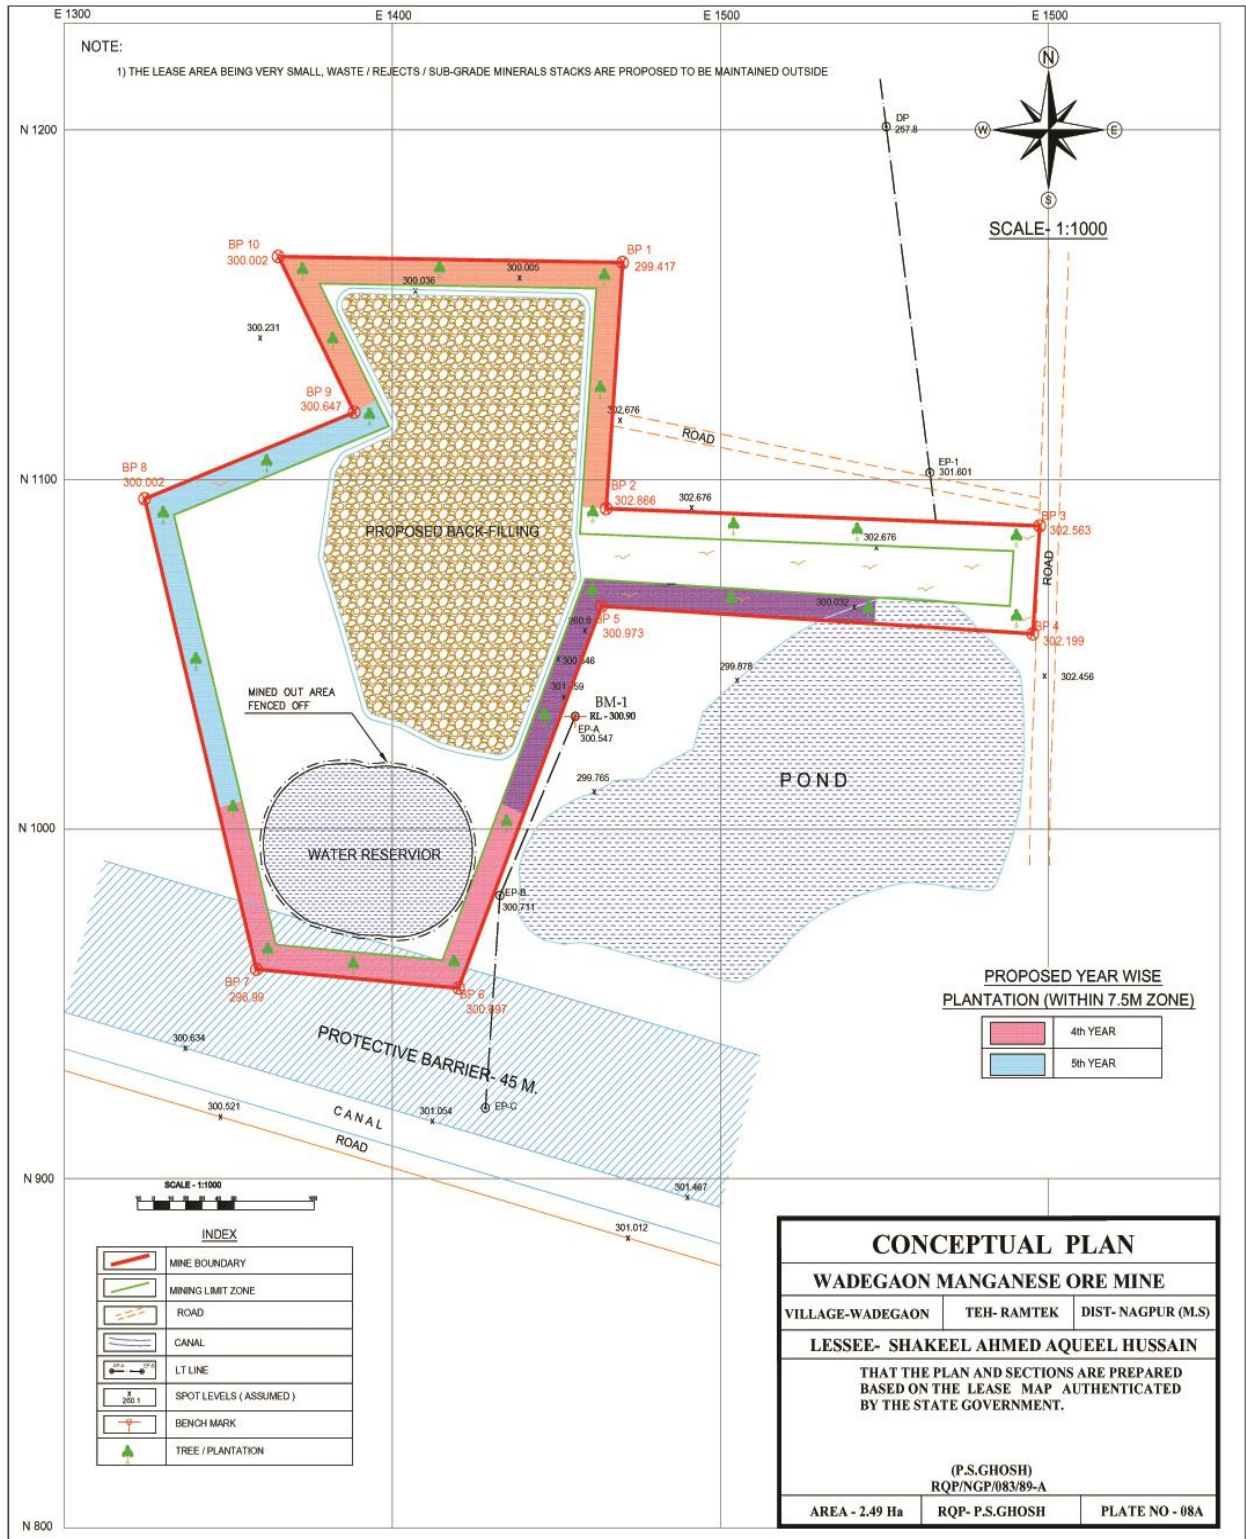 E 1300
E 1400
E 1500
E 1500
NOTE:
1) THE LEASE AREA BEING VERY SMALL, WASTE / REJECTS / SUB-GRADE MINERALS STACKS ARE PROPOSED TO BE MAINTAINED OUTSIDE
N
W
E
S
SCALE- 1:1000
N 1200
DP
257.8
BP 10
300.002
BP 1
299.417
300.005
300.036
300.231
BP 9
300.647
302.676
ROAD
EP-1
301.601
BP 8
300.002
N 1100
BP 2
302.866
302.676
BP 3
302.563
PROPOSED BACK-FILLING
302.676
ROAD
300.032
BP 5
300.973
260.9
BP 4
302.199
302.456
299.878
MINED OUT AREA
FENCED OFF
BM-1
RL - 300.90
EP-A
300.547
299.765
POND
N 1000
WATER RESERVIOR
EP-B
300.711
BP 7
296.99
BP 6
300.697
PROPOSED YEAR WISE
PLANTATION (WITHIN 7.5M ZONE)
4th YEAR
5th YEAR
PROTECTIVE BARRIER- 45 M.
300.634
EP-C
300.521
CANAL
301.054
ROAD
N 900
301.467
301.012
SCALE - 1:1000
INDEX
MINE BOUNDARY
MINING LIMIT ZONE
ROAD
CANAL
LT LINE
260.1
SPOT LEVELS ( ASSUMED )
BENCH MARK
TREE / PLANTATION
N 800
CONCEPTUAL PLAN
WADEGAON MANGANESE ORE MINE
VILLAGE-WADEGAON TEH- RAMTEK DIST- NAGPUR (M.S)
LESSEE- SHAKEEL AHMED AQUEEL HUSSAIN
THAT THE PLAN AND SECTIONS ARE PREPARED
BASED ON THE LEASE MAP AUTHENTICATED
BY THE STATE GOVERNMENT.
(P.S.GHOSH)
RQP/NGP/083/89-A
AREA - 2.49 Ha RQP- P.S.GHOSH PLATE NO - 08A